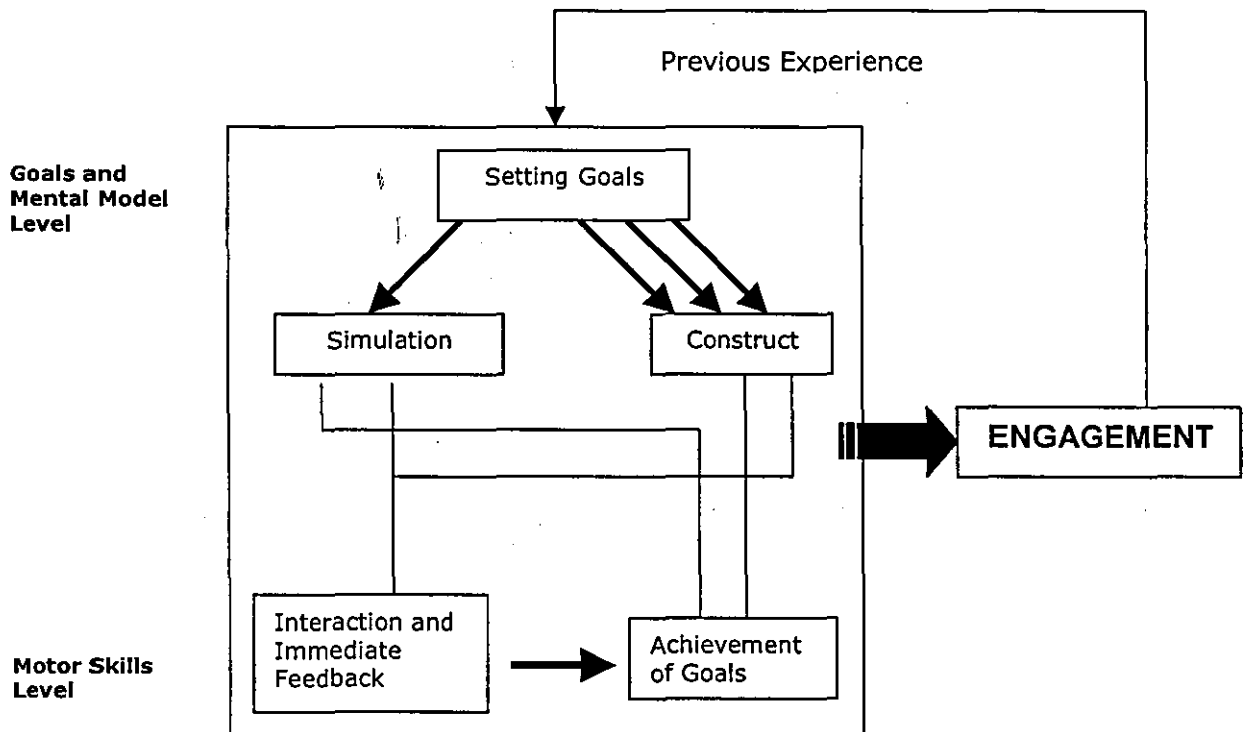 Previous Experience
Goals and
Mental Model
Level
Setting Goals
Simulation
Construct
ENGAGEMENT
Interaction and
Immediate
Feedback
Achievement
of Goals
Motor Skills
Level